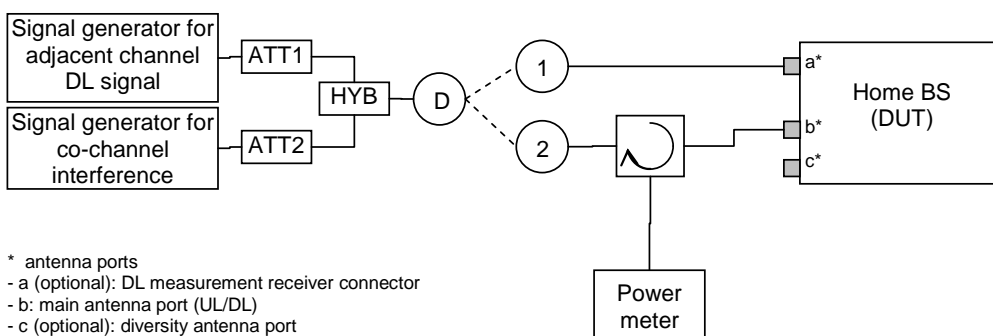 Signal generator for
adjacent channel
DL signal
ATT1
HYB
D
1
a*
Home BS
(DUT)
Signal generator for
co-channel
interference
ATT2
2
b*
c*
* antenna ports
- a (optional): DL measurement receiver connector
- b: main antenna port (UL/DL)
- c (optional): diversity antenna port
Power
meter